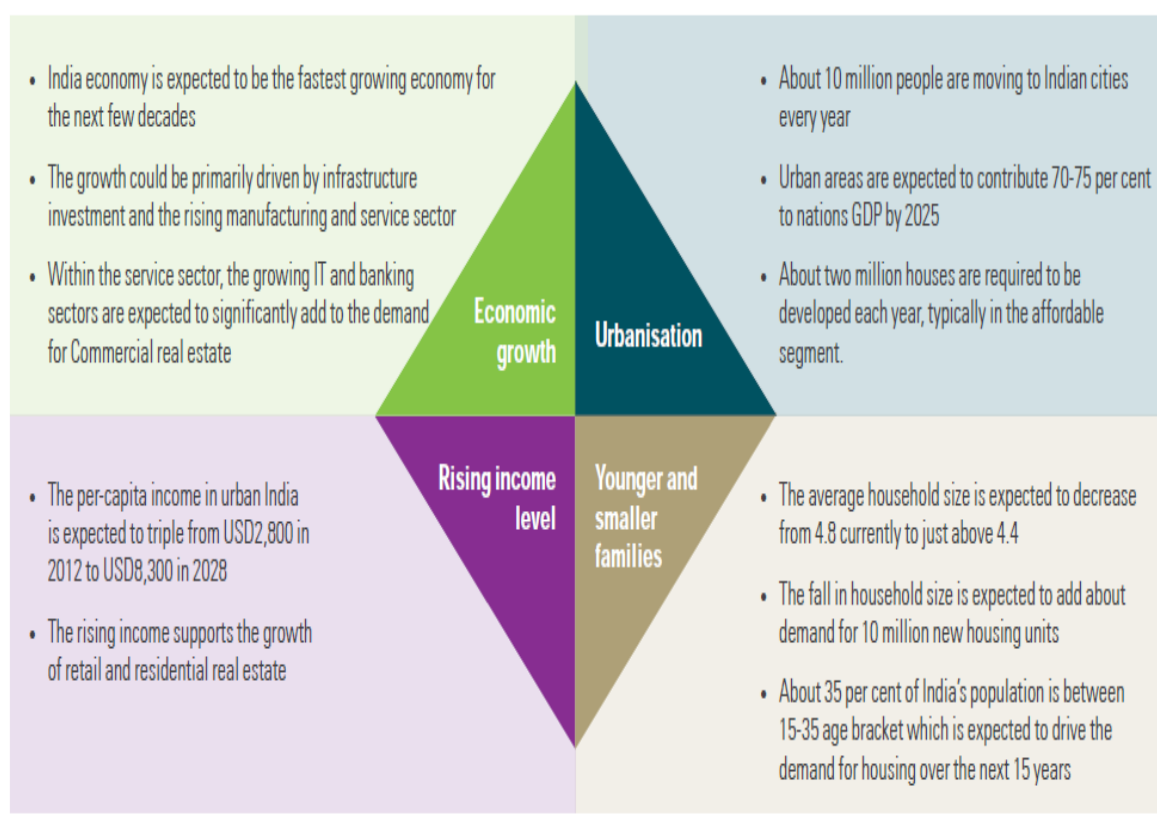 • India economy is expected to be the fastest growing economy for
the next few decades
• The growth could be primarily driven by infrastructure
investment and the rising manufacturing and service sector
• Within the service sector, the growing IT and banking
sectors are expected to significantly add to the demand
for Commercial real estate
Economic
growth
Urbanisation
• About 10 million people are moving to Indian cities
every year
• Urban areas are expected to contribute 70-75 per cent
to nations GDP by 2025
• About two million houses are required to be
developed each year, typically in the affordable
segment.
• The per-capita income in urban India
is expected to triple from USD2,800 in
2012 to USD8,300 in 2028
• The rising income supports the growth
of retail and residential real estate
Rising income
level
Younger and
smaller
families
• The average household size is expected to decrease
from 4.8 currently to just above 4.4
• The fall in household size is expected to add about
demand for 10 million new housing units
• About 35 per cent of India’s population is between
15-35 age bracket which is expected to drive the
demand for housing over the next 15 years